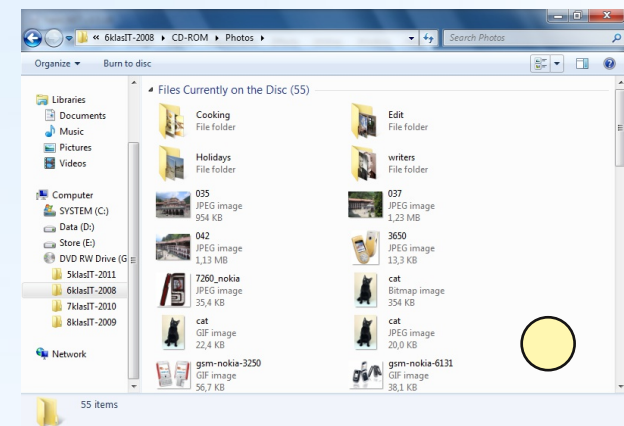 « 6klasIT-2008 ▸ CD-ROM ▸ Photos ▸
Search Photos
Organize Burn to disc
Libraries
Documents
Music
Pictures
Videos
Computer
SYSTEM (C:)
Data (D:)
Store (E:)
DVD RW Drive (G
5klasIT-2011
6klasIT-2008
7klasIT-2010
8klasIT-2009
Network
Files Currently on the Disc (55)
Cooking
File folder
Edit
File folder
Holidays
File folder
writers
File folder
035
JPEG image
954 KB
037
JPEG image
1,23 MB
042
JPEG image
1,13 MB
3650
JPEG image
13,3 KB
7260_nokia
JPEG image
35,4 KB
cat
Bitmap image
354 KB
cat
GIF image
22,4 KB
cat
JPEG image
20,0 KB
gsm-nokia-3250
GIF image
56,7 KB
gsm-nokia-6131
GIF image
38,1 KB
55 items